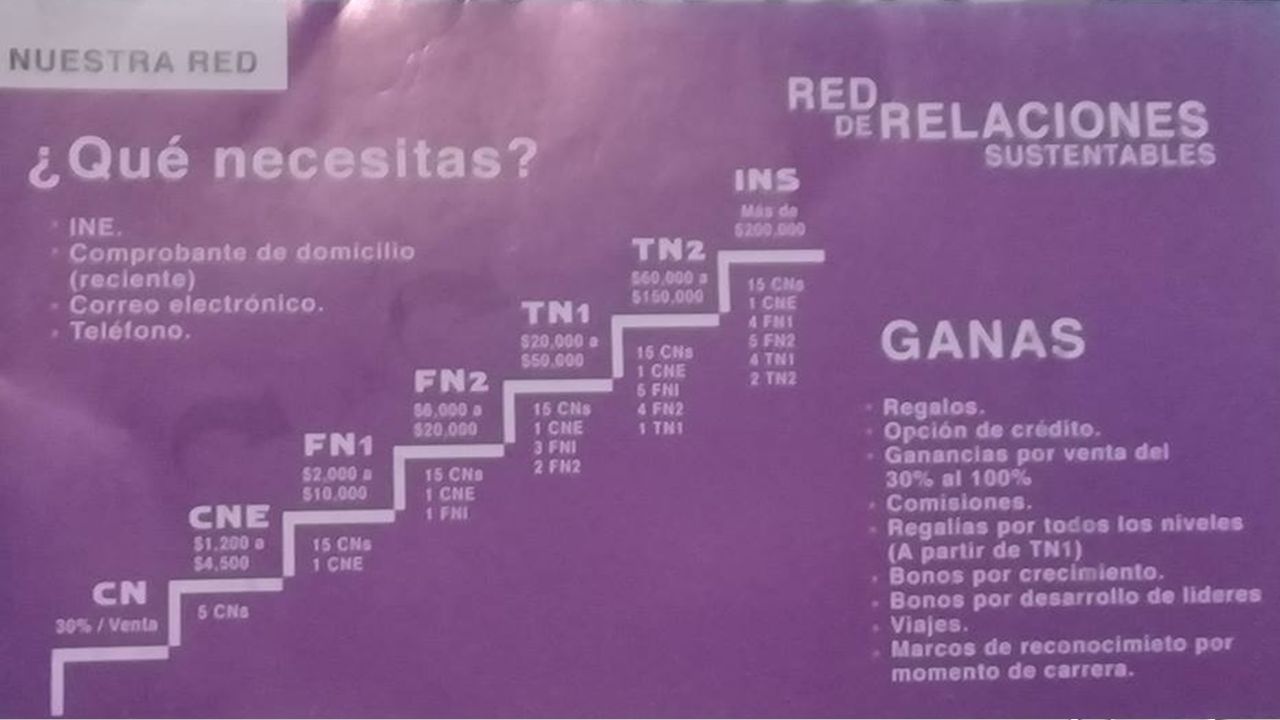 NUESTRA RED
¿Qué necesitas?
INE.
Comprobante de domicilio
(reciente)
Correo electrónico.
Teléfono.
RED
DE RELACIONES
SUSTENTABLES
INS
Más de
$200,000
15 CNs
1 CNE
4 FN1
5 FN2
4 TN1
2 TN2
TN2
$60,000 a
$150,000
15 CNs
1 CNE
5 FNI
4 FN2
1 TN1
TN1
$20,000 a
$50,000
15 CNs
1 CNE
3 FNI
2 FN2
FN2
$6,000 a
$20,000
15 CNs
1 CNE
1 FNI
FN1
$2,000 a
$10,000
15 CNs
1 CNE
CNE
$1,200 a
$4,500
5 CNs
CN
30% / Venta
GANAS
Regalos.
Opción de crédito.
Ganancias por venta del
30% al 100%
Comisiones.
Regalías por todos los niveles
(A partir de TN1)
Bonos por crecimiento.
Bonos por desarrollo de lideres
Viajes.
Marcos de reconocimieto por
momento de carrera.